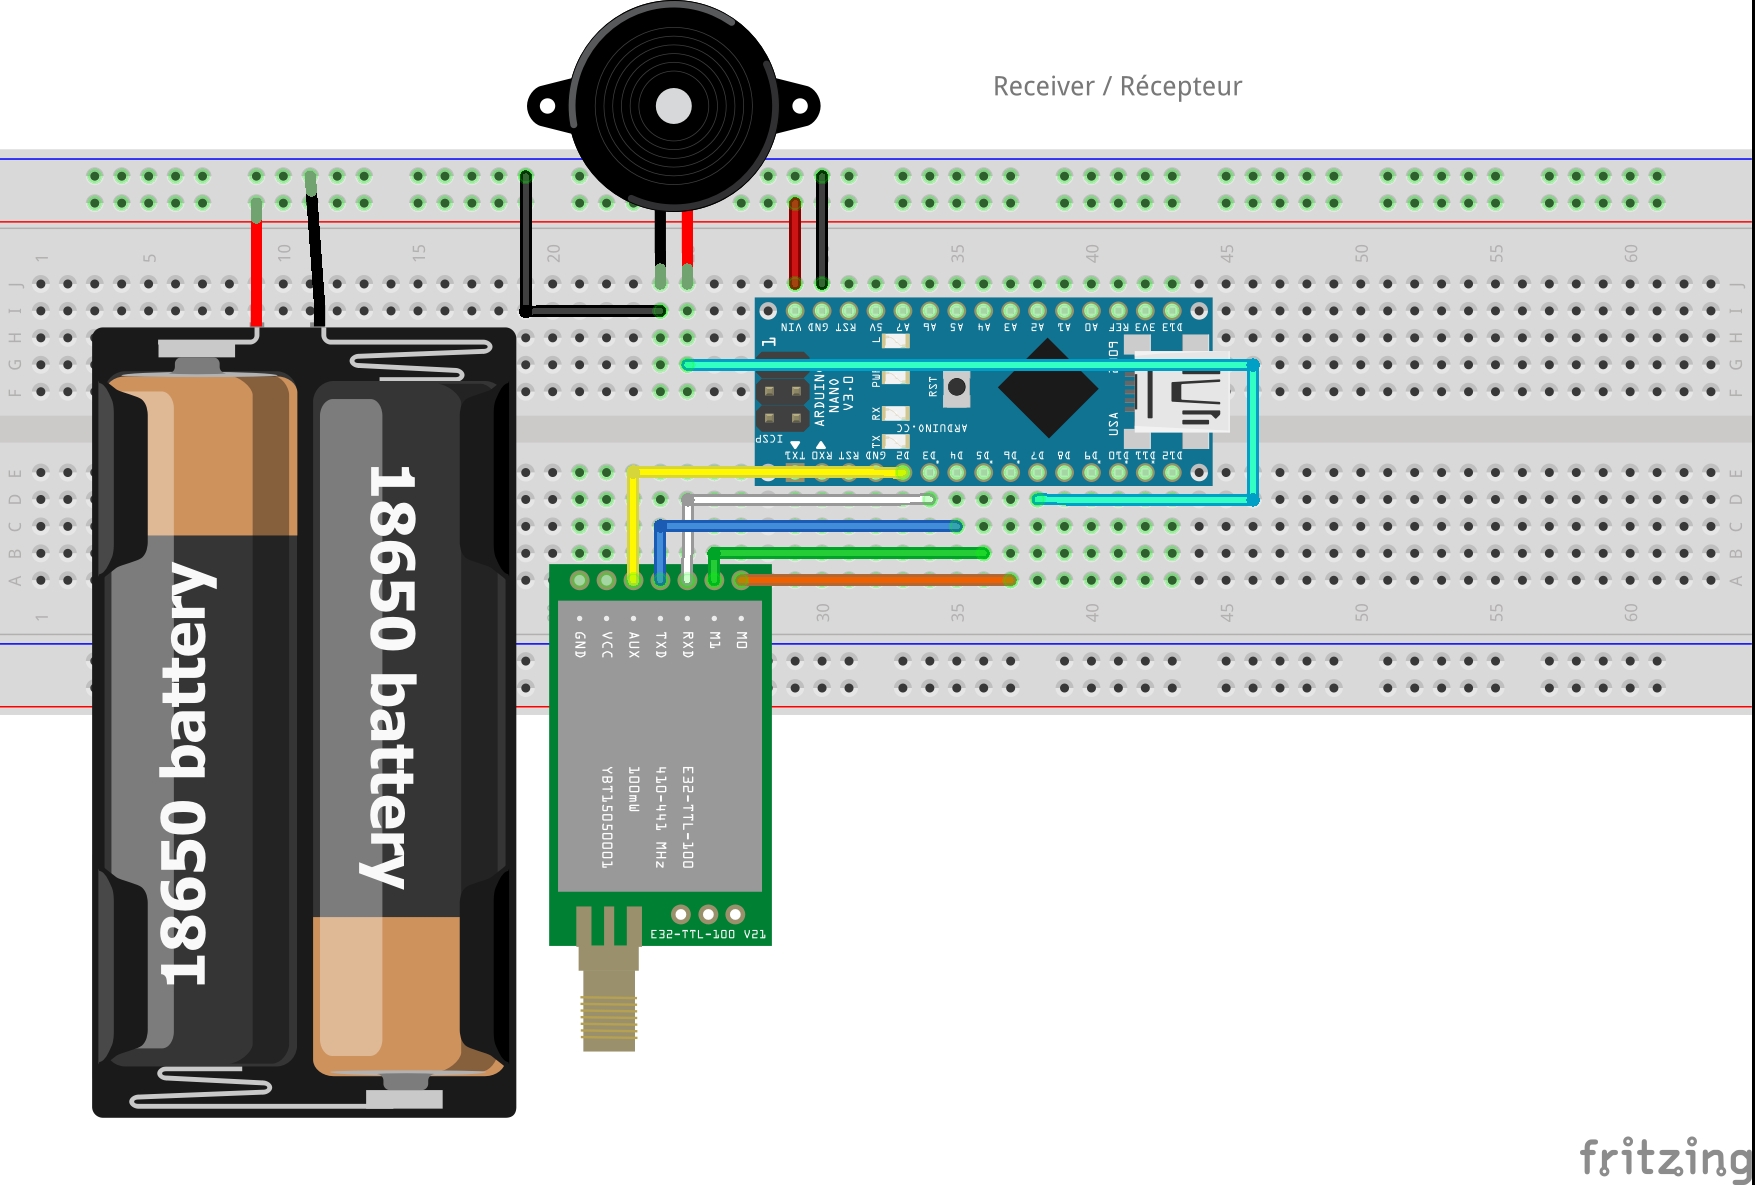 Receiver / Récepteur
1 5 10 15 20 35 40 45 50 55 60
J J
I I
H H
G G
F F
VIN GND RST 5V A7 A6 A5 A4 A3 A2 A1 A0 REF 3V3 D13
1
L
PWR
RX
TX
RST
ARDUINO
NANO
V3.0
ARDUINO.CC
USA
ICSP
TX1 RX0 RST GND D2 D3 D4 D5 D6 D7 D8 D9 D10 D11 D12
E E
D D
C C
B B
A A
1 30 35 40 45 50 55 60
18650 battery
18650 battery
GND
VCC
AUX
TXD
RXD
M1
M0
E32-TTL-100
410-441 MHz
100mW
YBT15050001
E32-TTL-100 V21
fritzing